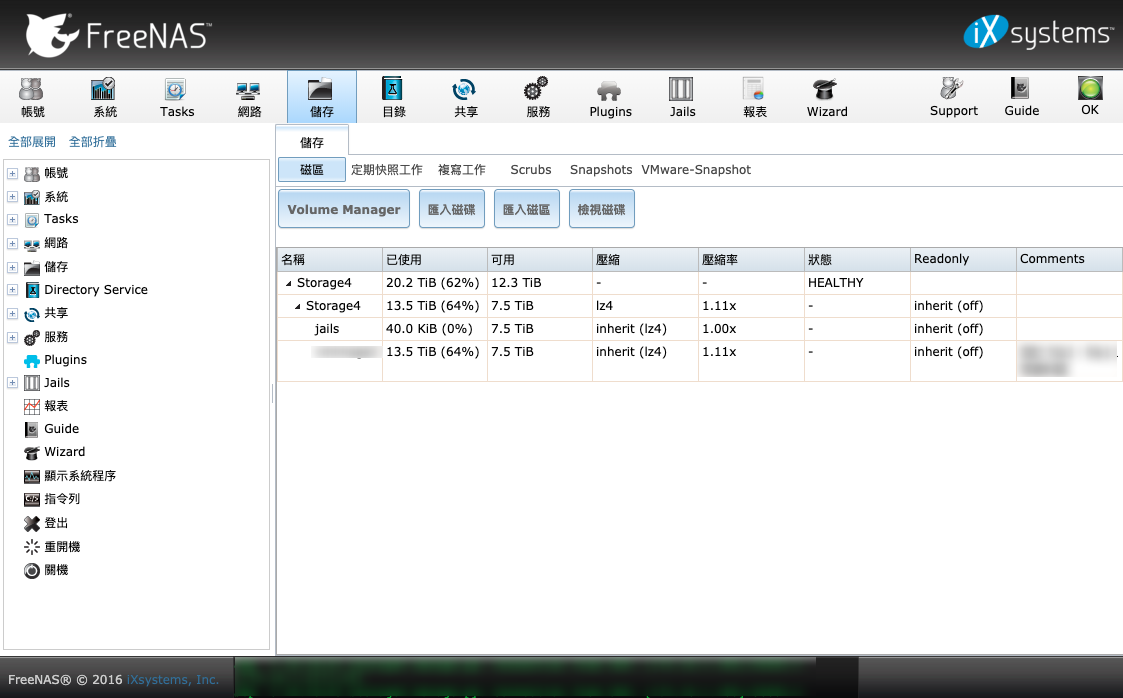 FreeNAS™
iXsystems™
帳號 系統 Tasks 網路 儲存 目錄 共享 服務 Plugins Jails 報表 Wizard Support Guide OK
全部展開 全部折疊
帳號
系統
Tasks
網路
儲存
Directory Service
共享
服務
Plugins
Jails
報表
Guide
Wizard
顯示系統程序
指令列
登出
重開機
關機
儲存
磁區 定期快照工作 複寫工作 Scrubs Snapshots VMware-Snapshot
Volume Manager 匯入磁碟 匯入磁區 檢視磁碟
名稱 已使用 可用 壓縮 壓縮率 狀態 Readonly Comments
Storage4 20.2 TiB (62%) 12.3 TiB - - HEALTHY
Storage4 13.5 TiB (64%) 7.5 TiB lz4 1.11x - inherit (off)
jails 40.0 KiB (0%) 7.5 TiB inherit (lz4) 1.00x - inherit (off)
13.5 TiB (64%) 7.5 TiB inherit (lz4) 1.11x - inherit (off)
FreeNAS® © 2016 iXsystems, Inc.